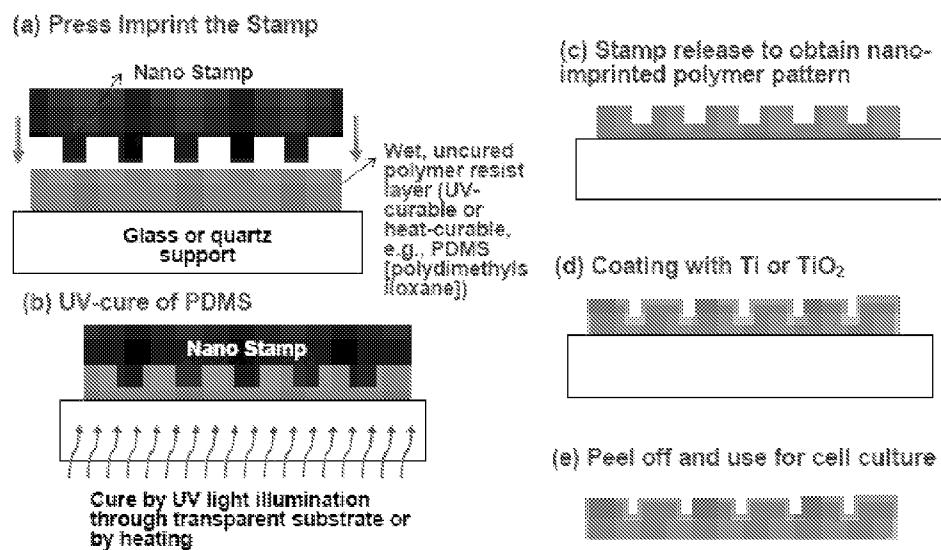 (a) Press Imprint the Stamp
Nano Stamp
Wet, uncured
polymer resist
layer (UV-
curable or
heat-curable,
e.g., PDMS
[polydimethyls
iloxane])
Glass or quartz
support
(b) UV-cure of PDMS
Nano Stamp
Cure by UV light illumination
through transparent substrate or
by heating
(c) Stamp release to obtain nano-
imprinted polymer pattern
(d) Coating with Ti or TiO₂
(e) Peel off and use for cell culture